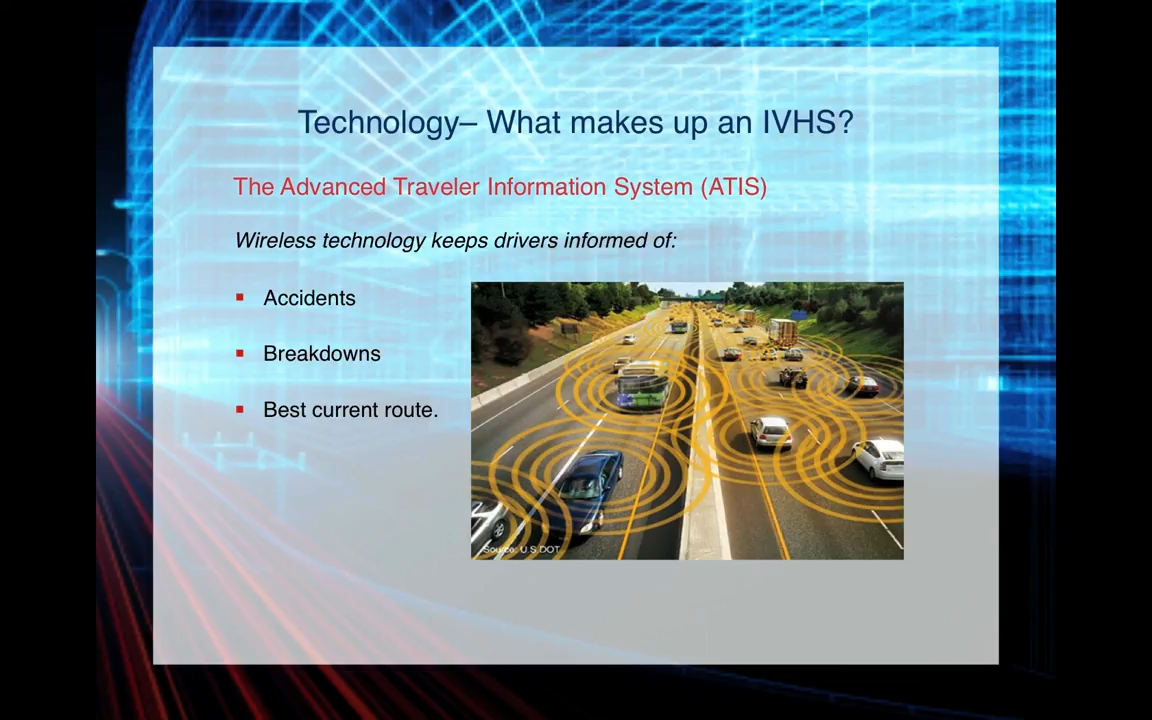 Technology– What makes up an IVHS?
The Advanced Traveler Information System (ATIS)
Wireless technology keeps drivers informed of:
Accidents
Breakdowns
Best current route.
Source: U.S.DOT